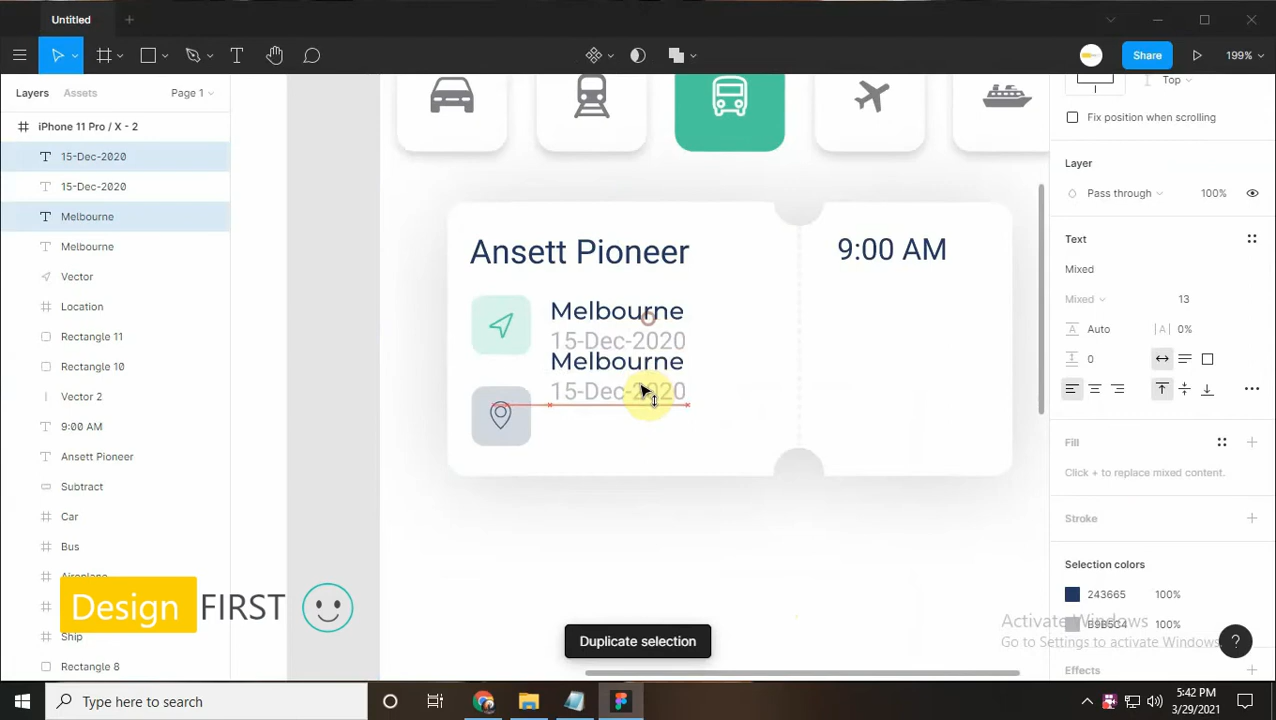 Untitled
Share
199%
Layers
Assets
Page 1
iPhone 11 Pro / X - 2
15-Dec-2020
15-Dec-2020
Melbourne
Melbourne
Vector
Location
Rectangle 11
Rectangle 10
Vector 2
9:00 AM
Ansett Pioneer
Subtract
Car
Bus
Airplane
Ship
Rectangle 8
Ansett Pioneer
9:00 AM
Melbourne
15-Dec-2020
Melbourne
15-Dec-2020
Top
Fix position when scrolling
Layer
Pass through
100%
Text
Mixed
Mixed
13
Auto
0%
0
Fill
Click + to replace mixed content.
Stroke
Selection colors
243665
100%
B9B5C4
100%
Effects
Activate Windows
Go to Settings to activate Windows.
?
Duplicate selection
Design FIRST
Type here to search
5:42 PM
3/29/2021